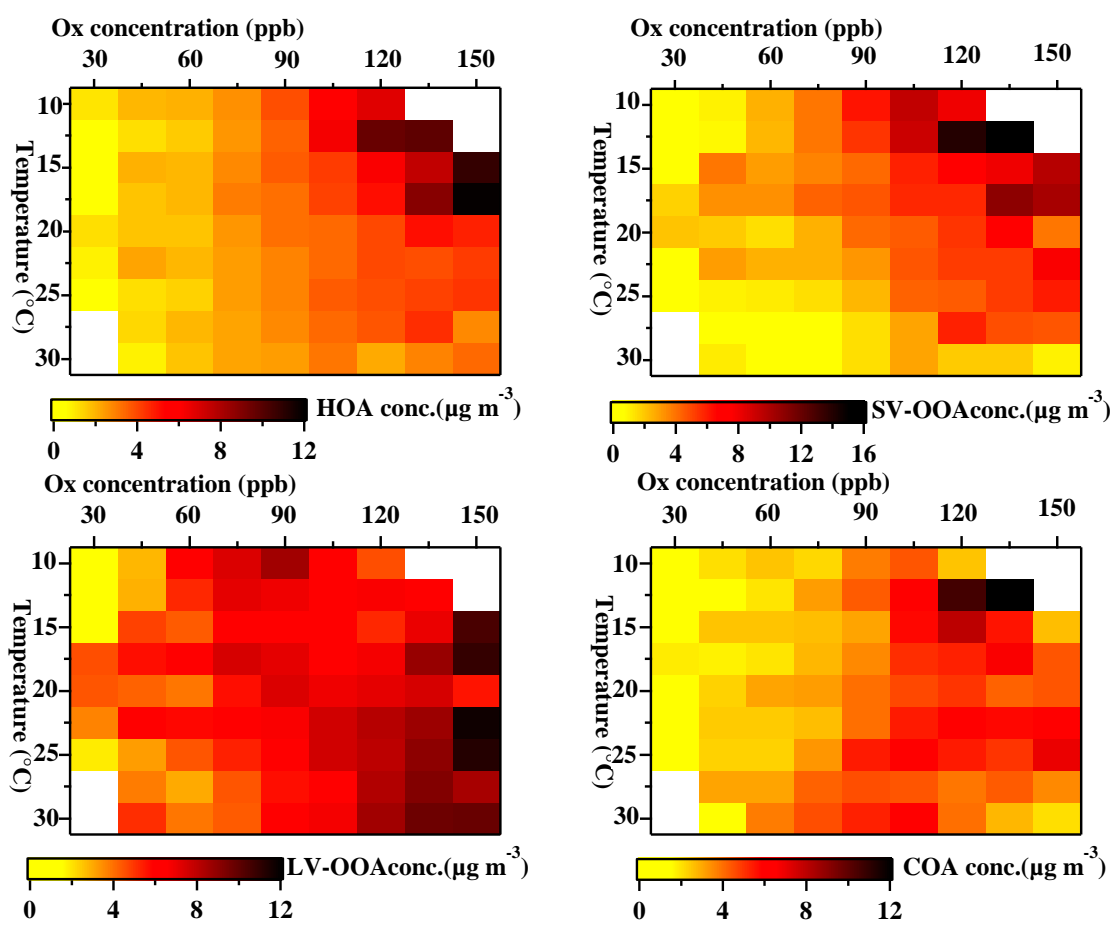 Ox concentration (ppb)
30 60 90 120 150
10
15
20
25
30
Temperature (°C)
HOA conc.(µg m-3)
0 4 8 12
Ox concentration (ppb)
30 60 90 120 150
10
15
20
25
30
Temperature (°C)
SV-OOAconc.(µg m-3)
0 4 8 12 16
Ox concentration (ppb)
30 60 90 120 150
10
15
20
25
30
Temperature (°C)
LV-OOAconc.(µg m-3)
0 4 8 12
Ox concentration (ppb)
30 60 90 120 150
10
15
20
25
30
Temperature (°C)
COA conc.(µg m-3)
0 4 8 12